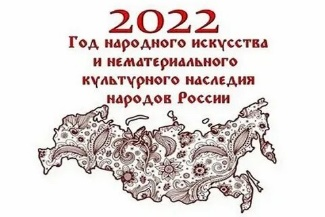 2022
Год народного искусства
и нематериального
культурного наследия
народов России